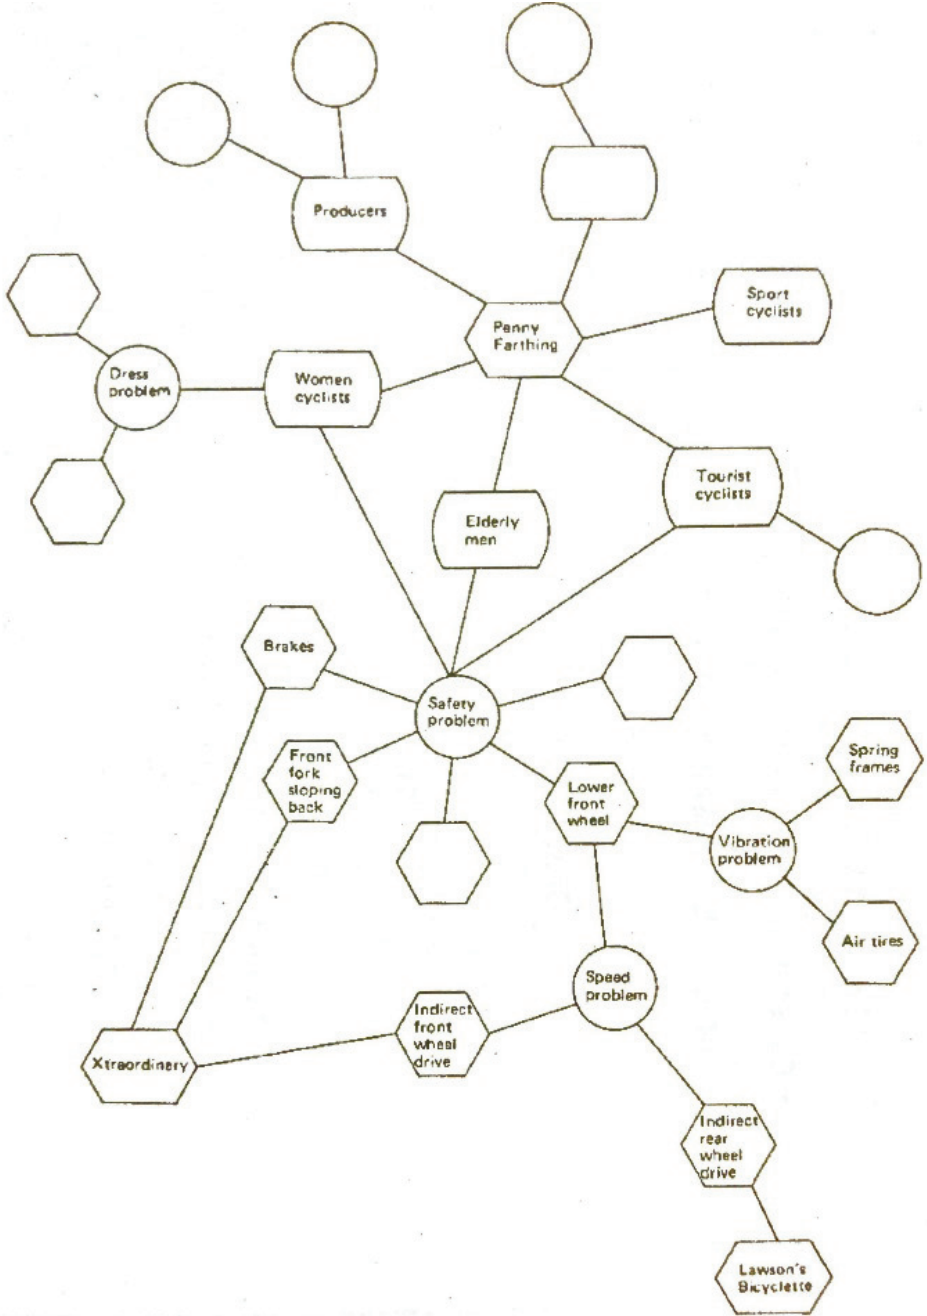 Producers
Sport
cyclists
Penny
Farthing
Dress
problem
Women
cyclists
Tourist
cyclists
Elderly
men
Brakes
Safety
problem
Front
fork
sloping
back
Lower
front
wheel
Spring
frames
Vibration
problem
Air tires
Speed
problem
Indirect
front
wheel
drive
Xtraordinary
Indirect
rear
wheel
drive
Lawson's
Bicyclette